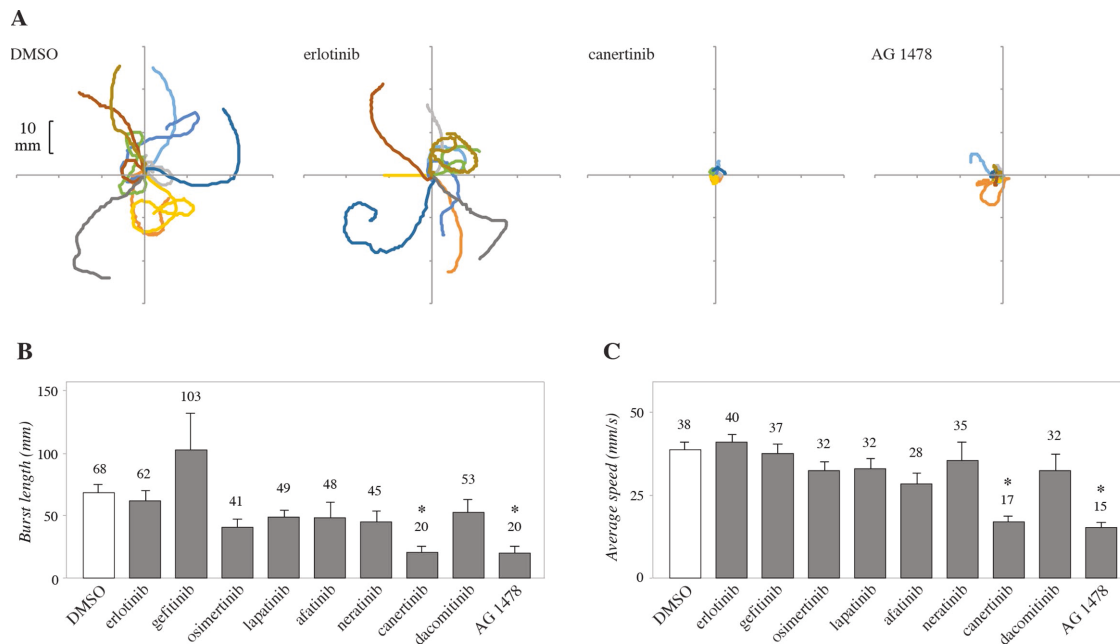 A
DMSO
erlotinib
canertinib
AG 1478
10
mm
B
Burst length (mm)
150
100
50
0
68
62
103
41
49
48
45
*
20
53
*
20
DMSO
erlotinib
gefitinib
osimertinib
lapatinib
afatinib
neratinib
canertinib
dacomitinib
AG 1478
C
Average speed (mm/s)
50
25
0
38
40
37
32
32
28
35
*
17
32
*
15
DMSO
erlotinib
gefitinib
osimertinib
lapatinib
afatinib
neratinib
canertinib
dacomitinib
AG 1478